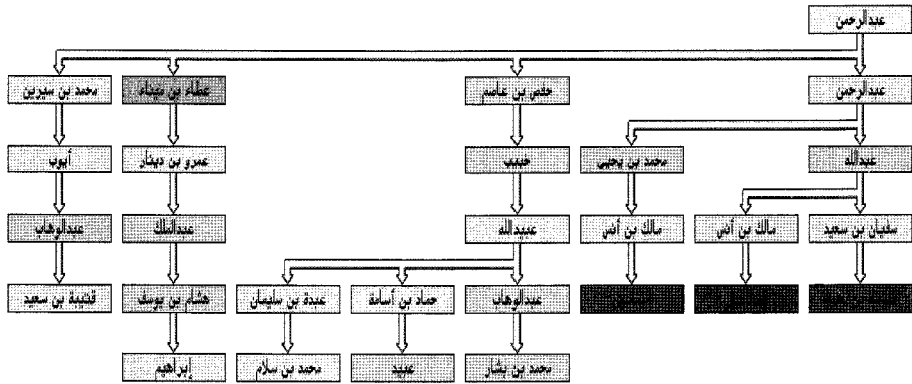 عبدالرحمن
عبدالرحمن
حفص بن عاصم
عطاء بن ميناء
محمد بن سيرين
عبدالله
محمد بن يحيى
حبيب
عمرو بن دينار
أيوب
سفيان بن سعيد
مالك بن أنس
مالك بن أنس
عبيدالله
عبدالملك
عبدالوهاب
عبدالوهاب
حماد بن أسامة
عبدة بن سليمان
هشام بن يوسف
قتيبة بن سعيد
محمد بن بشار
عبيد
محمد بن سلام
إبراهيم